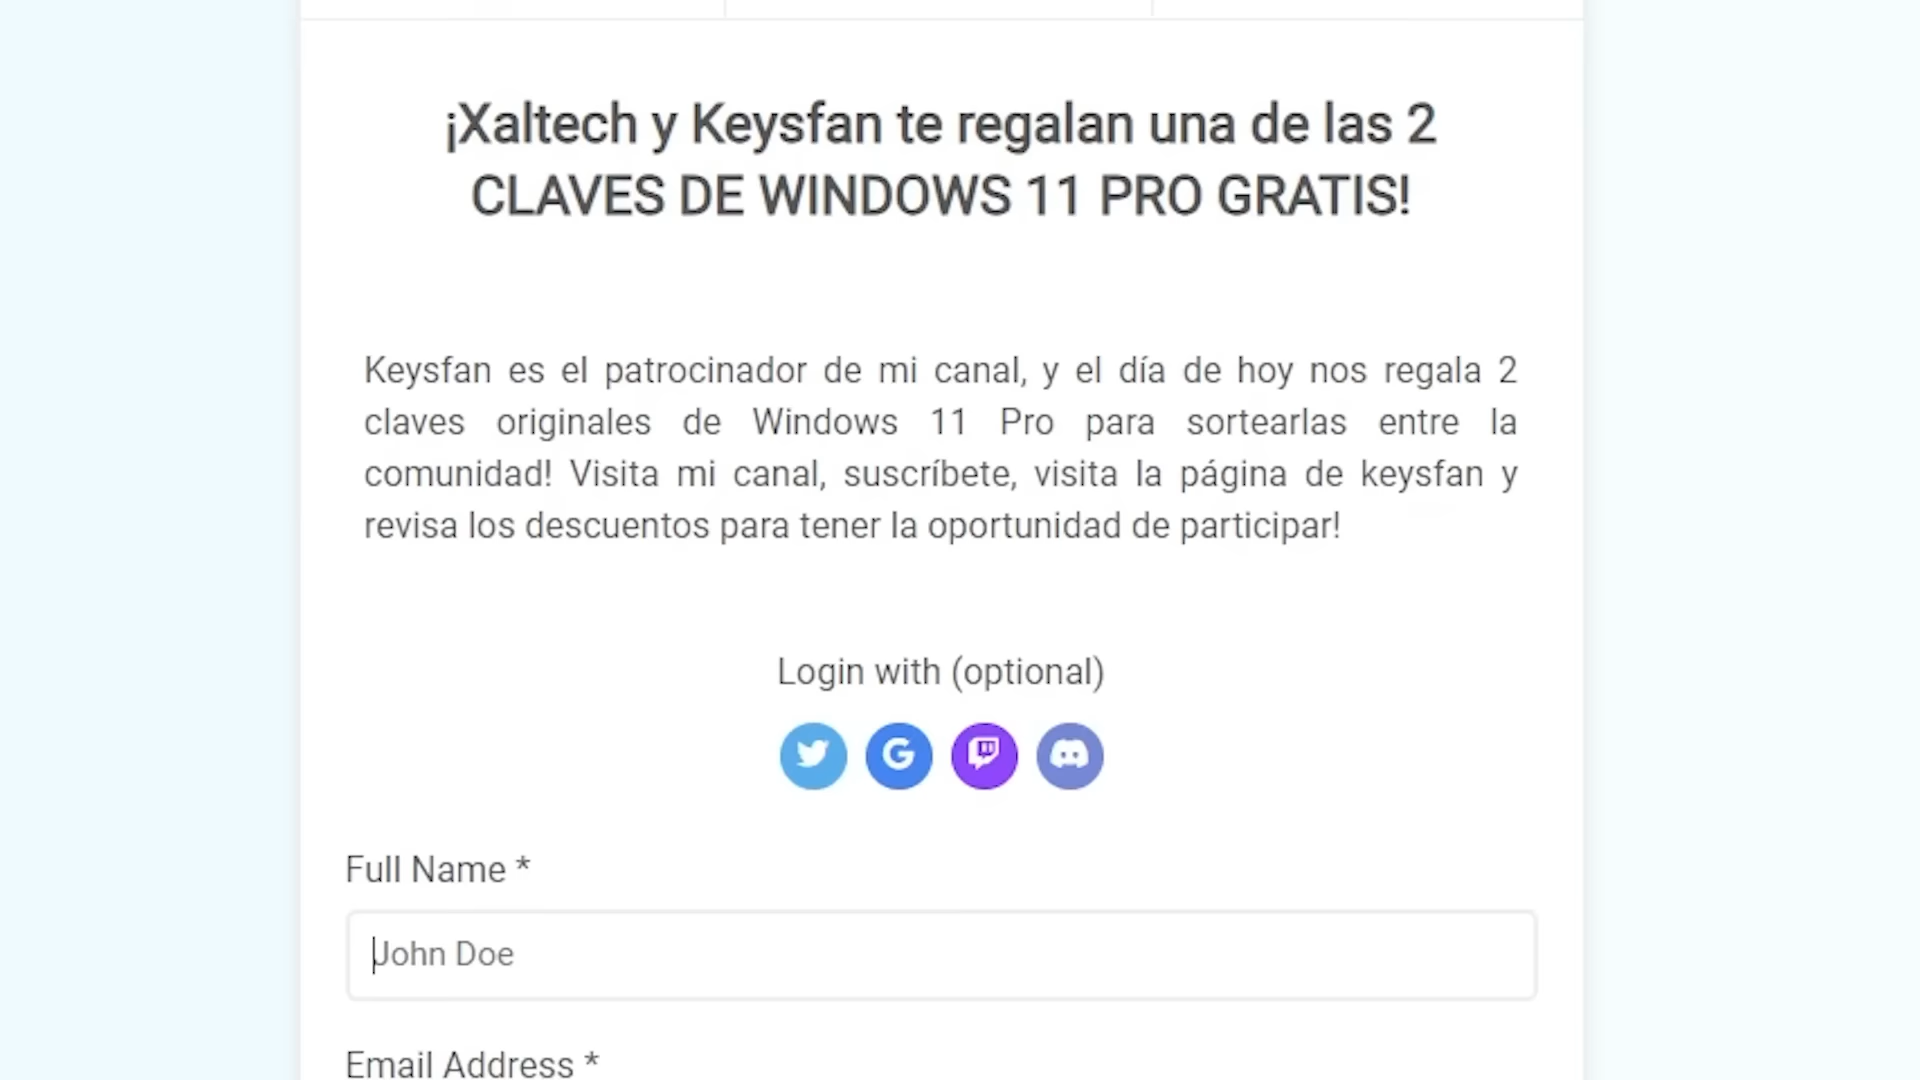 ¡Xaltech y Keysfan te regalan una de las 2
CLAVES DE WINDOWS 11 PRO GRATIS!
Keysfan es el patrocinador de mi canal, y el día de hoy nos regala 2
claves originales de Windows 11 Pro para sortearlas entre la
comunidad! Visita mi canal, suscríbete, visita la página de keysfan y
revisa los descuentos para tener la oportunidad de participar!
Login with (optional)
Full Name *
John Doe
Email Address *